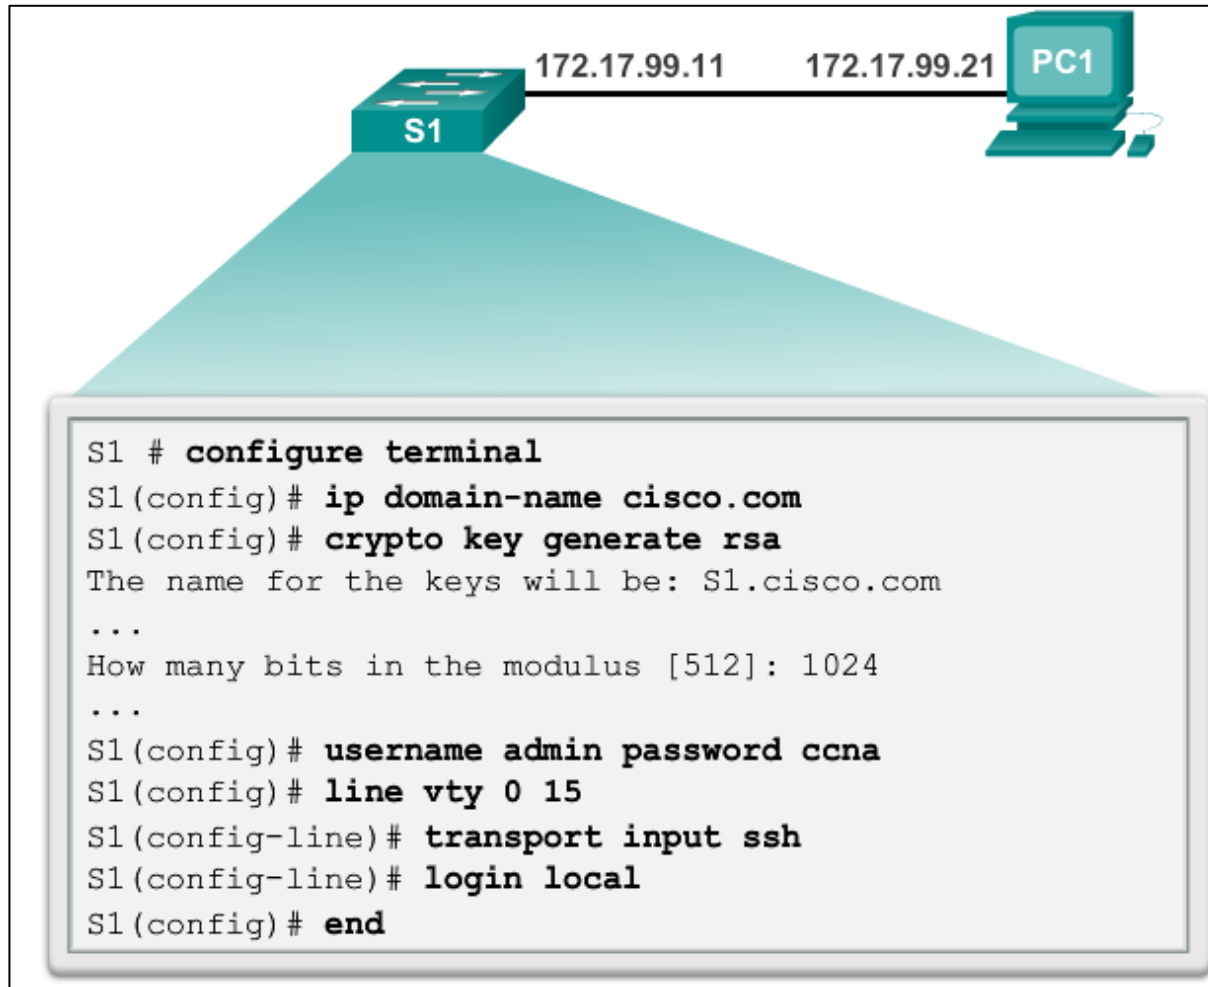 172.17.99.11 172.17.99.21 PC1
S1
S1 # configure terminal
S1(config)# ip domain-name cisco.com
S1(config)# crypto key generate rsa
The name for the keys will be: S1.cisco.com
...
How many bits in the modulus [512]: 1024
...
S1(config)# username admin password ccna
S1(config)# line vty 0 15
S1(config-line)# transport input ssh
S1(config-line)# login local
S1(config)# end